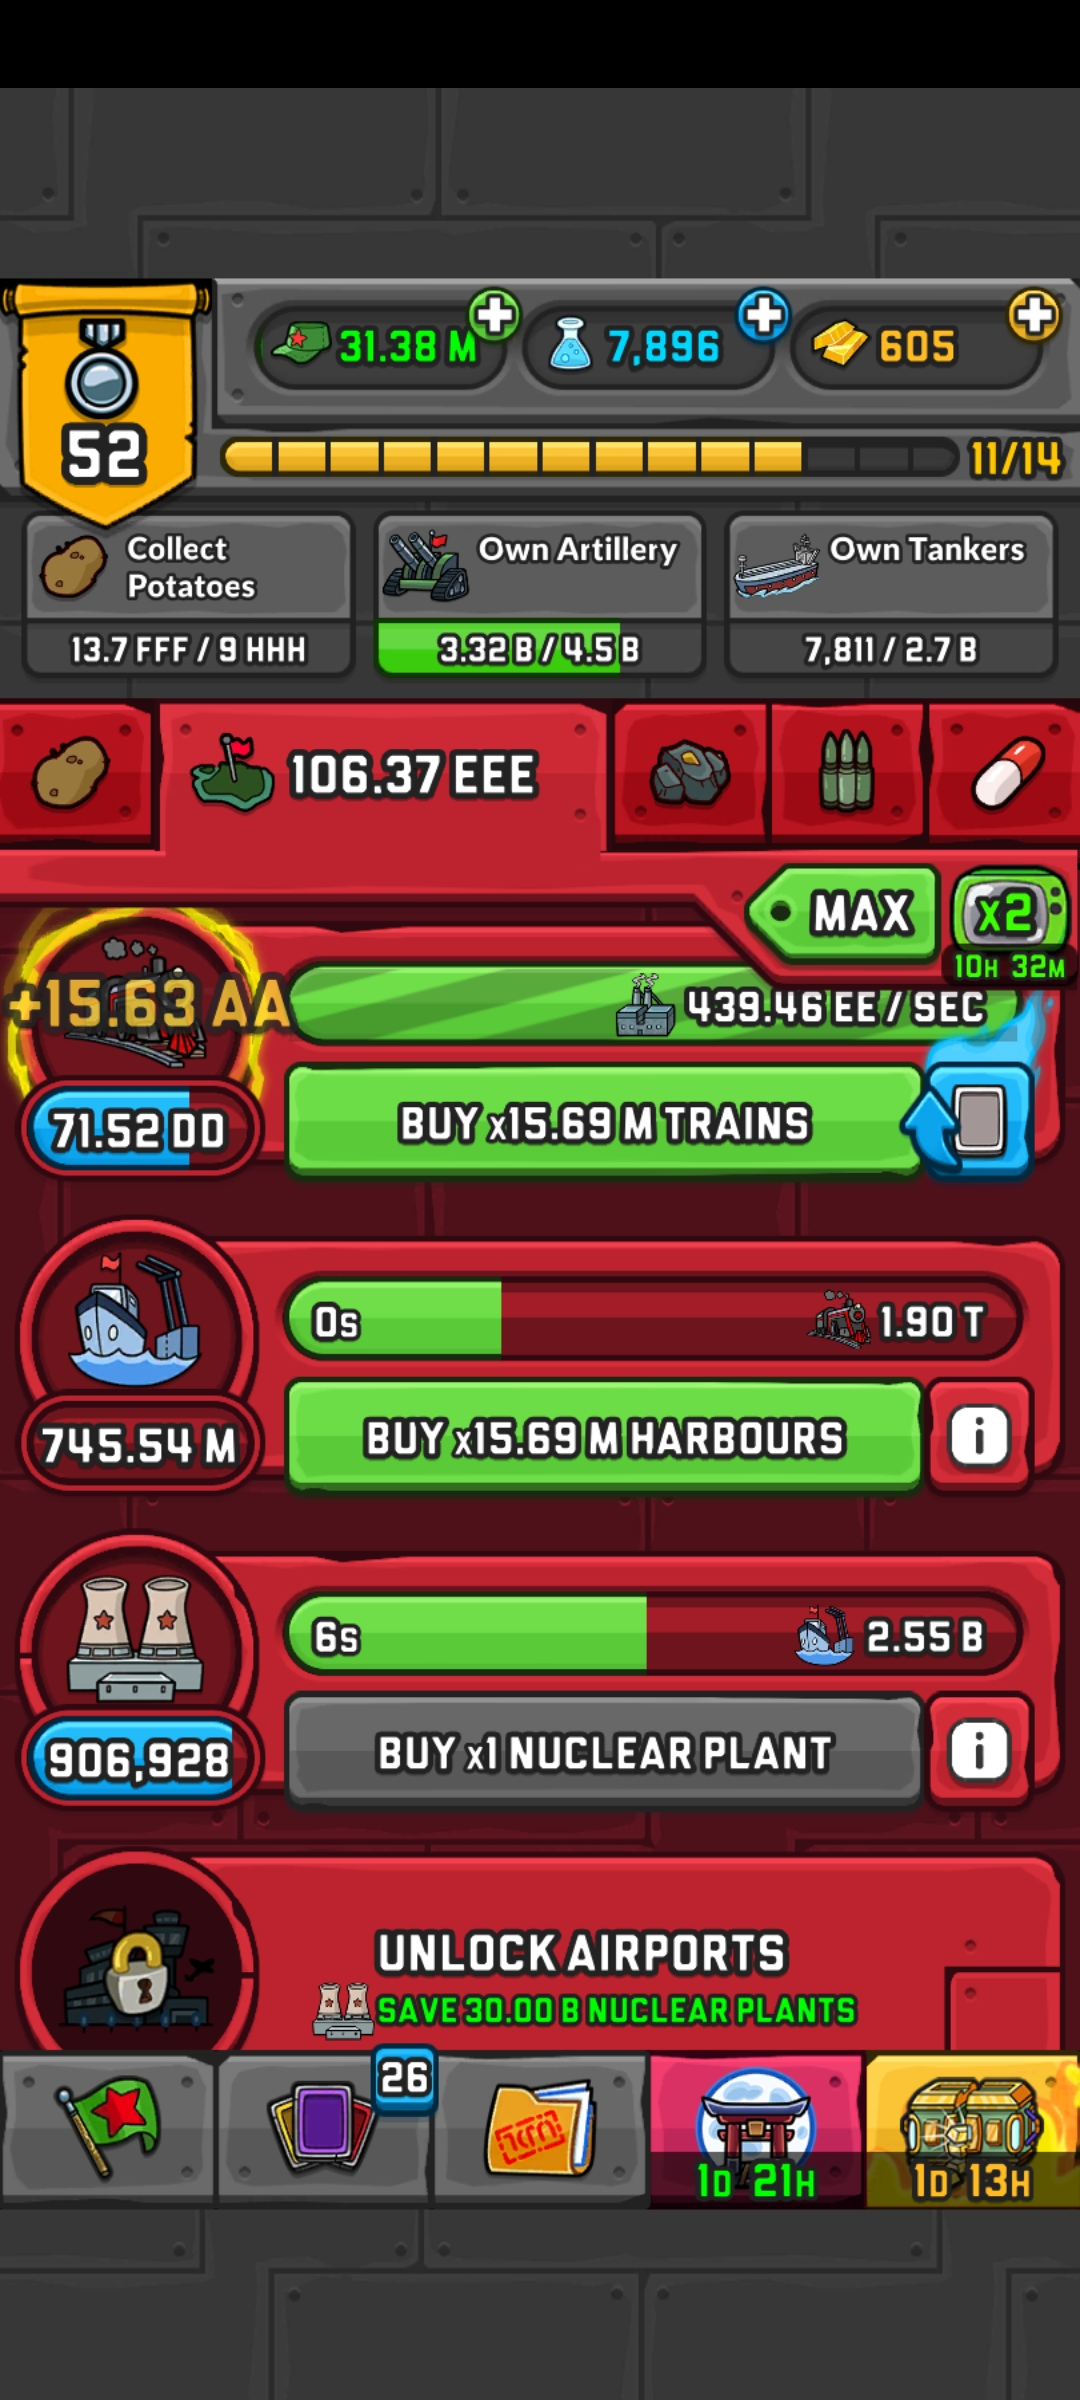 31.38 M
7,896
605
52
11/14
Collect
Potatoes
13.7 FFF / 9 HHH
Own Artillery
3.32 B / 4.5 B
Own Tankers
7,811 / 2.7 B
106.37 EEE
MAX
x2
10H 32M
+15.63 AA
439.46 EE / SEC
71.52 DD
BUY x15.69 M TRAINS
0s
1.90 T
745.54 M
BUY x15.69 M HARBOURS
i
6s
2.55 B
906,928
BUY x1 NUCLEAR PLANT
i
UNLOCK AIRPORTS
SAVE 30.00 B NUCLEAR PLANTS
26
1D 21H
1D 13H